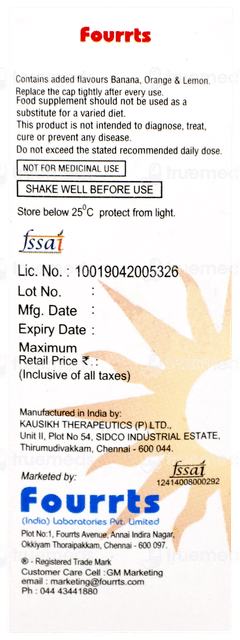 Fourrts
Contains added flavours Banana, Orange & Lemon.
Replace the cap tightly after every use.
Food supplement should not be used as a
substitute for a varied diet.
This product is not intended to diagnose, treat,
cure or prevent any disease.
Do not exceed the stated recommended daily dose.
NOT FOR MEDICINAL USE
SHAKE WELL BEFORE USE
Store below 25°C protect from light.
fssai
Lic. No. : 10019042005326
Lot No. :
Mfg. Date :
Expiry Date :
Maximum
Retail Price ₹. :
(Inclusive of all taxes)
Manufactured in India by:
KAUSIKH THERAPEUTICS (P) LTD.,
Unit II, Plot No 54, SIDCO INDUSTRIAL ESTATE,
Thirumudivakkam, Chennai - 600 044.
fssai
12414008000292
Marketed by:
Fourrts
(India) Laboratories Pvt. Limited
Plot No:1, Fourrts Avenue, Annai Indira Nagar,
Okkiyam Thoraipakkam, Chennai - 600 097.
® - Registered Trade Mark
Customer Care Cell : GM Marketing
email : marketing@fourrts.com
Ph : 044 43441880